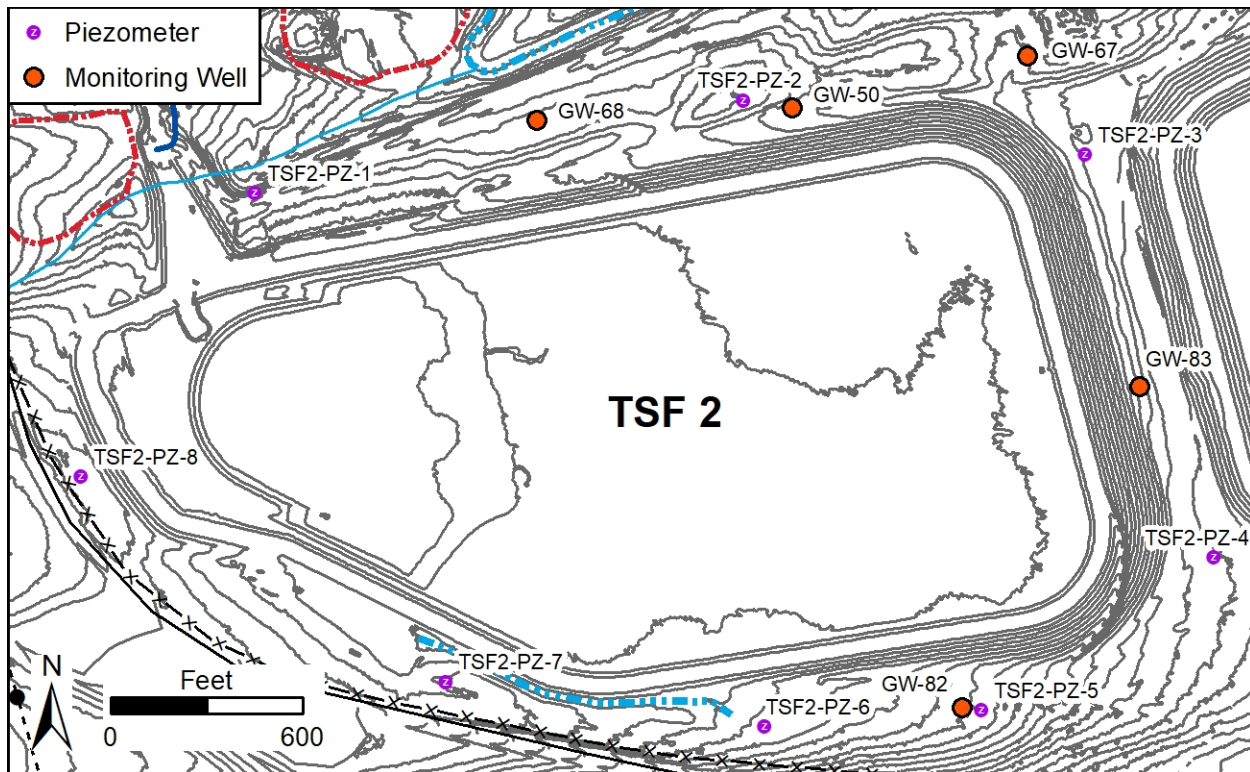 Piezometer
Monitoring Well
GW-67
TSF2-PZ-2
GW-50
GW-68
TSF2-PZ-3
TSF2-PZ-1
GW-83
TSF 2
TSF2-PZ-8
TSF2-PZ-4
N
Feet
0
600
TSF2-PZ-7
GW-82
TSF2-PZ-5
TSF2-PZ-6